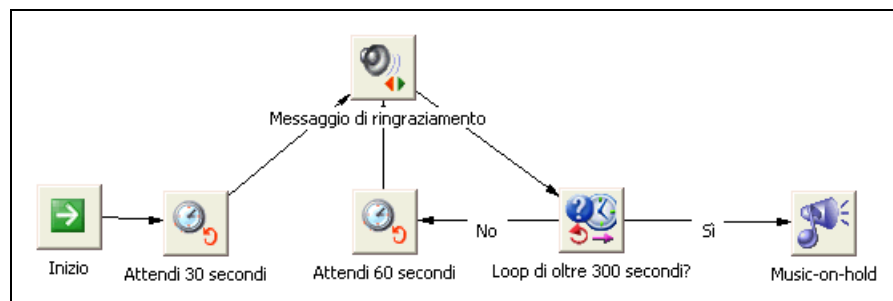 Messaggio di ringraziamento
Inizio
Attendi 30 secondi
Attendi 60 secondi
No
Loop di oltre 300 secondi?
Sì
Music-on-hold